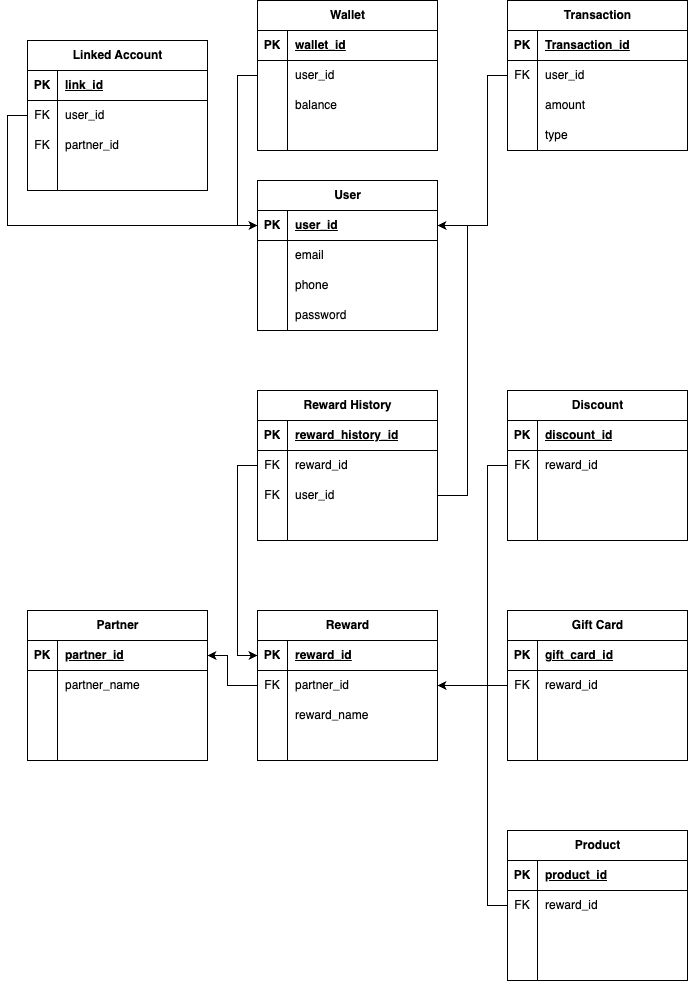 Wallet
PK wallet_id
user_id
balance
Transaction
PK Transaction_id
FK user_id
amount
type
Linked Account
PK link_id
FK user_id
FK partner_id
User
PK user_id
email
phone
password
Reward History
PK reward_history_id
FK reward_id
FK user_id
Discount
PK discount_id
FK reward_id
Partner
PK partner_id
partner_name
Reward
PK reward_id
FK partner_id
reward_name
Gift Card
PK gift_card_id
FK reward_id
Product
PK product_id
FK reward_id